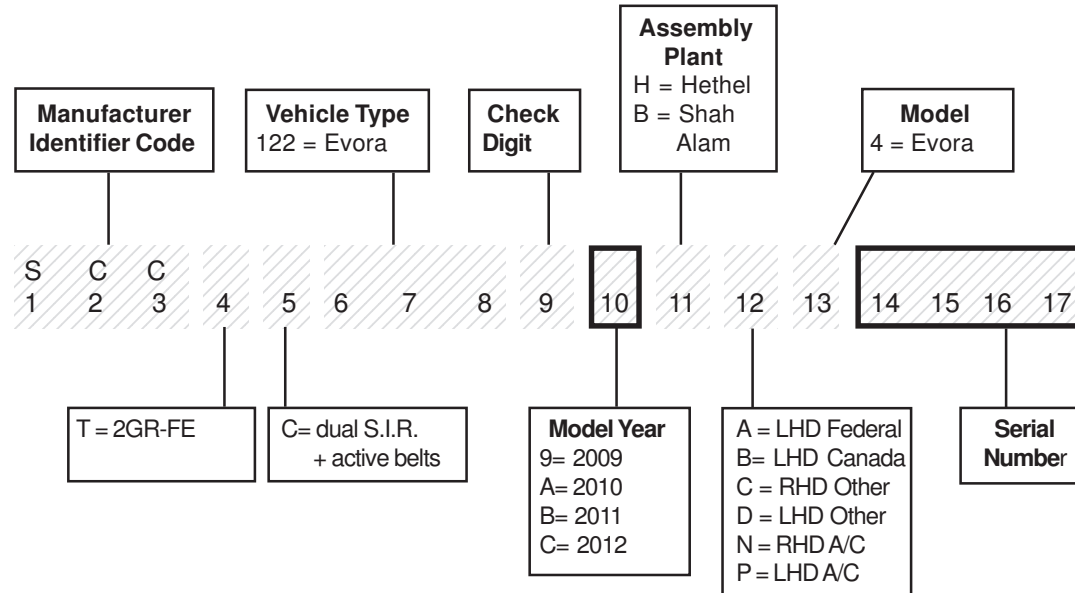 Assembly
Plant
H = Hethel
B = Shah
Alam
Manufacturer
Identifier Code
Vehicle Type
122 = Evora
Check
Digit
Model
4 = Evora
S C C
1 2 3 4 5 6 7 8 9 10 11 12 13 14 15 16 17
T = 2GR-FE
C= dual S.I.R.
+ active belts
Model Year
9= 2009
A= 2010
B= 2011
C= 2012
A = LHD Federal
B= LHD Canada
C = RHD Other
D = LHD Other
N = RHD A/C
P = LHD A/C
Serial
Number